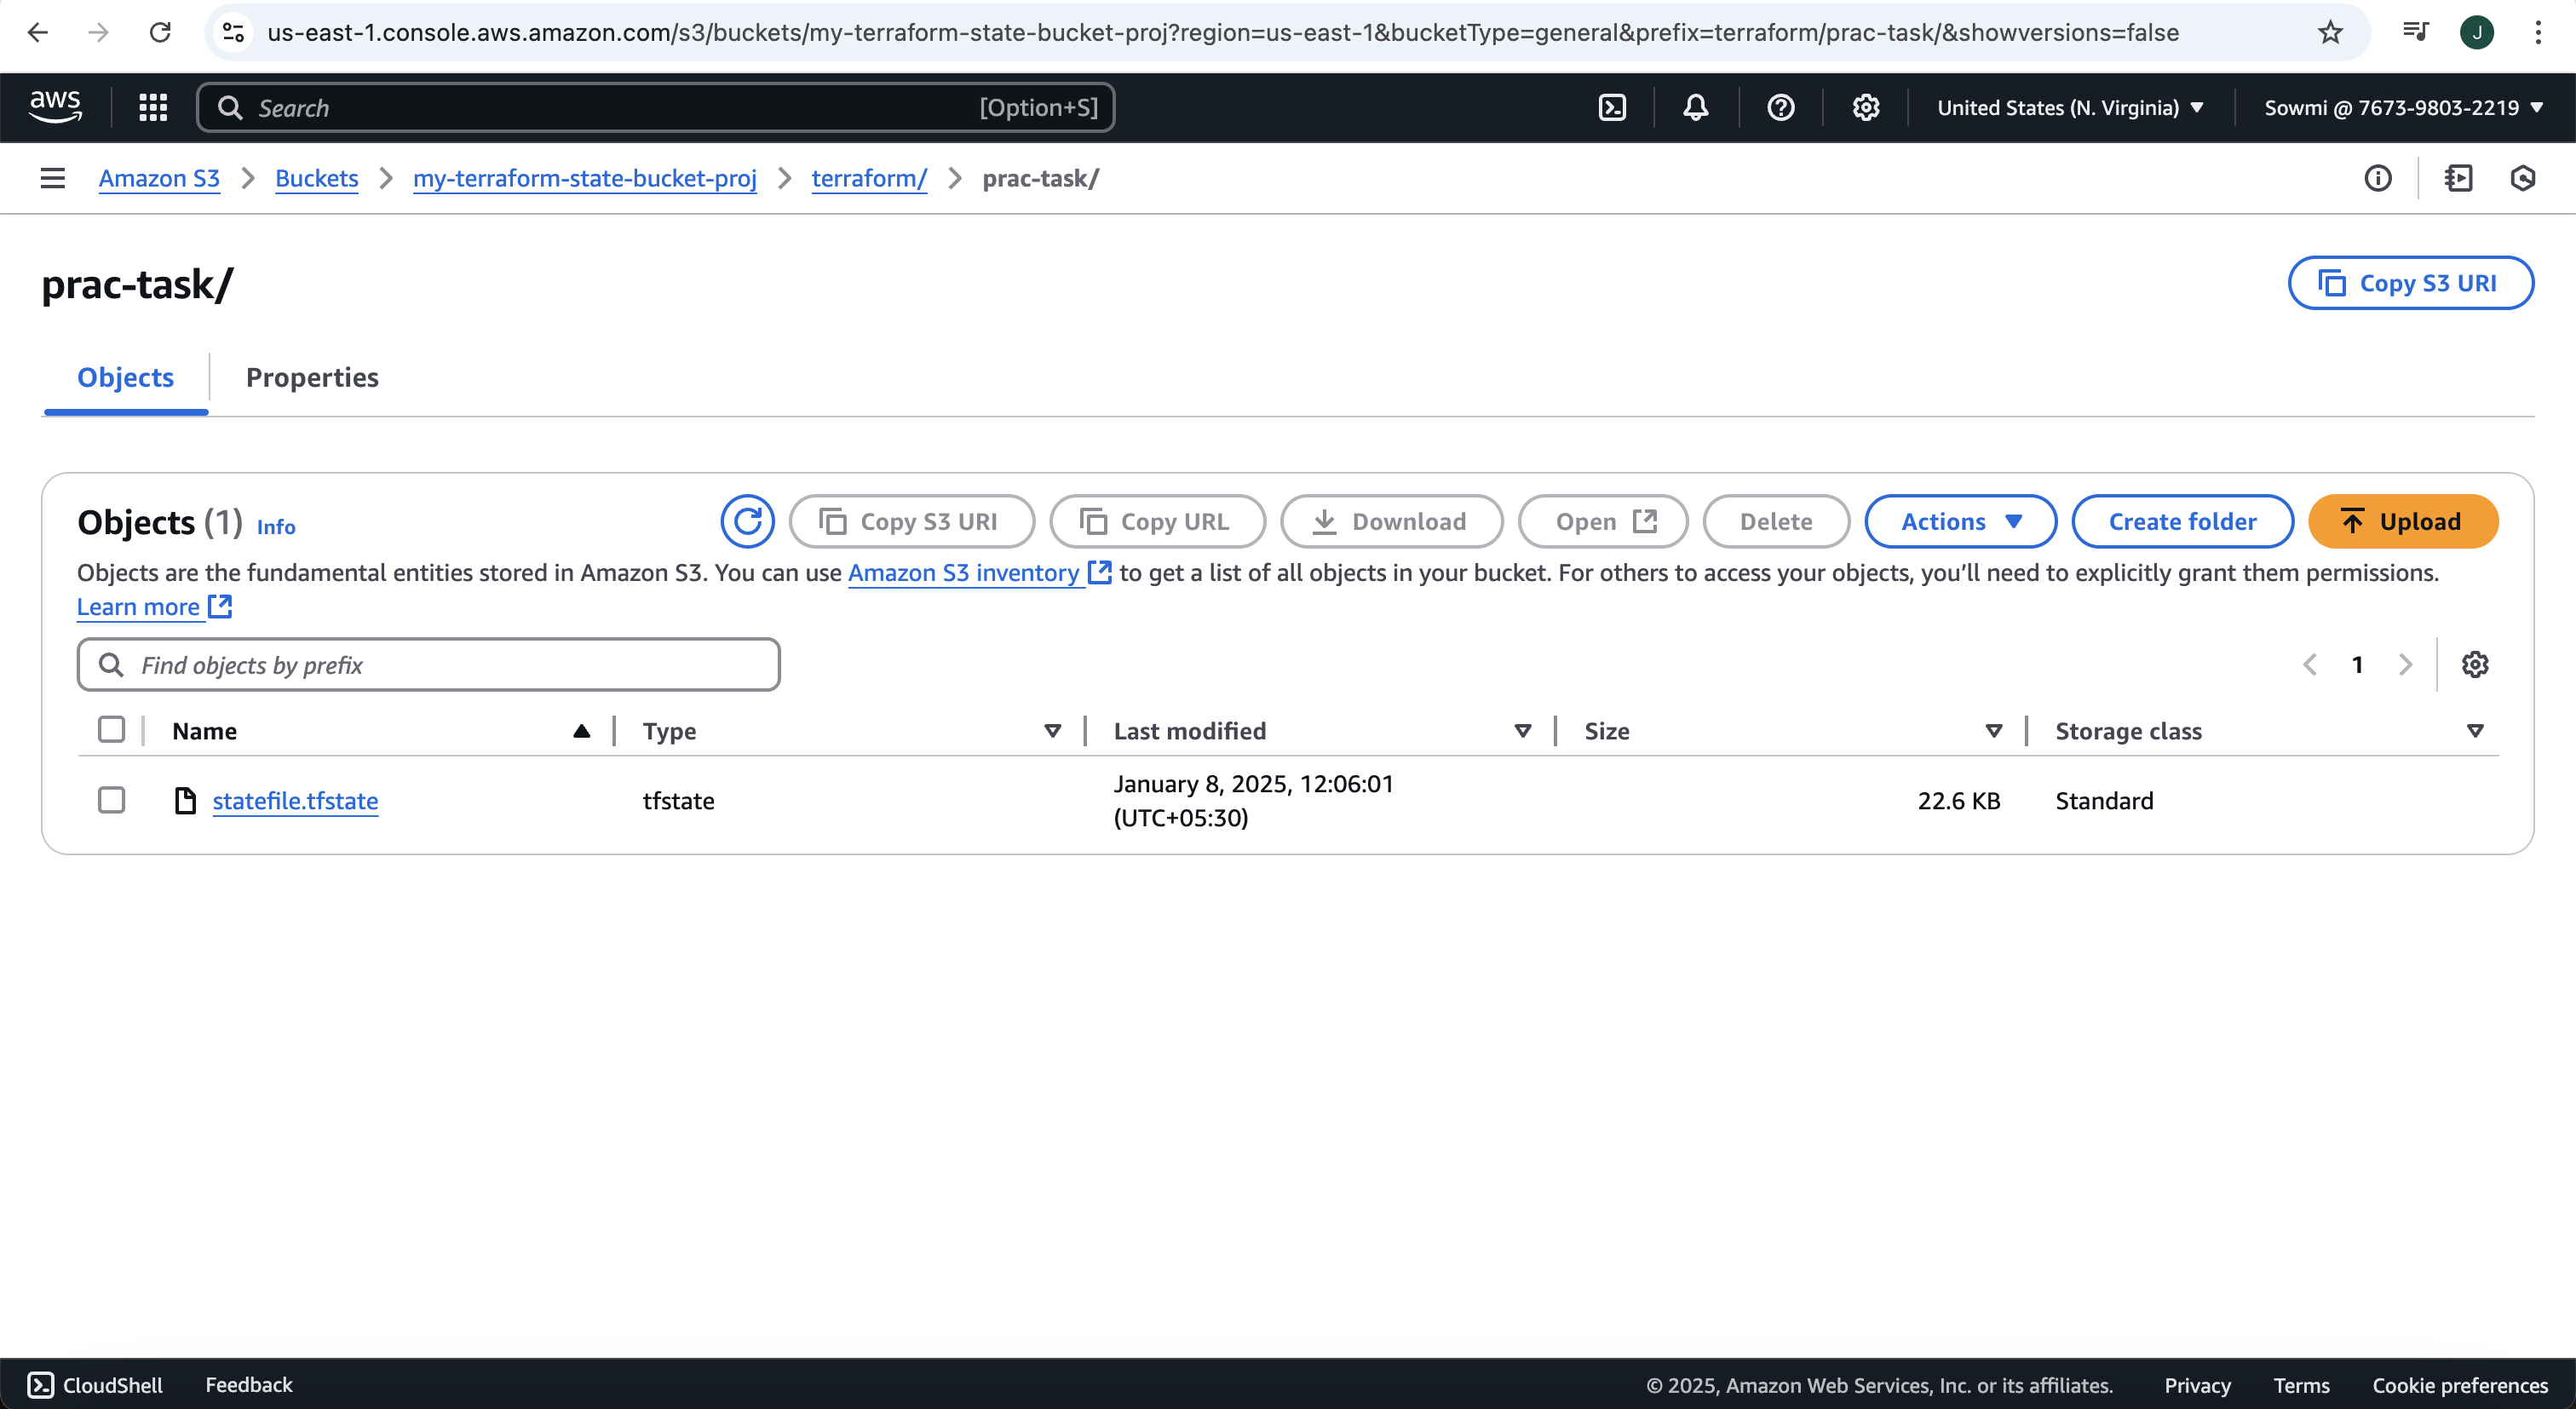 us-east-1.console.aws.amazon.com/s3/buckets/my-terraform-state-bucket-proj?region=us-east-1&bucketType=general&prefix=terraform/prac-task/&showversions=false
J
aws
Search [Option+S]
United States (N. Virginia)
Sowmi @ 7673-9803-2219
Amazon S3 > Buckets > my-terraform-state-bucket-proj > terraform/ > prac-task/
prac-task/
Copy S3 URI
Objects
Properties
Objects (1) Info
Copy S3 URI
Copy URL
Download
Open
Delete
Actions
Create folder
Upload
Objects are the fundamental entities stored in Amazon S3. You can use Amazon S3 inventory to get a list of all objects in your bucket. For others to access your objects, you’ll need to explicitly grant them permissions.
Learn more
Find objects by prefix
1
Name Type Last modified Size Storage class
statefile.tfstate tfstate January 8, 2025, 12:06:01 22.6 KB Standard
(UTC+05:30)
CloudShell Feedback © 2025, Amazon Web Services, Inc. or its affiliates. Privacy Terms Cookie preferences